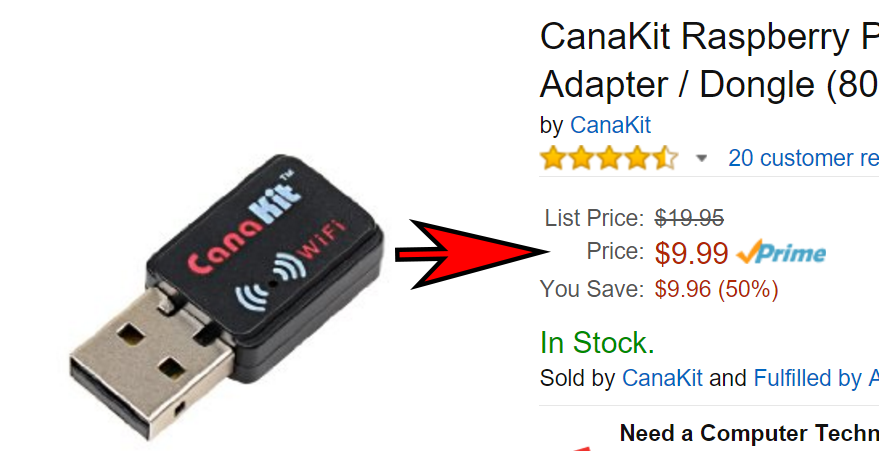 CanaKit™
WiFi
CanaKit Raspberry P
Adapter / Dongle (80
by CanaKit
20 customer re
List Price: $19.95
Price: $9.99 Prime
You Save: $9.96 (50%)
In Stock.
Sold by CanaKit and Fulfilled by A
Need a Computer Techn